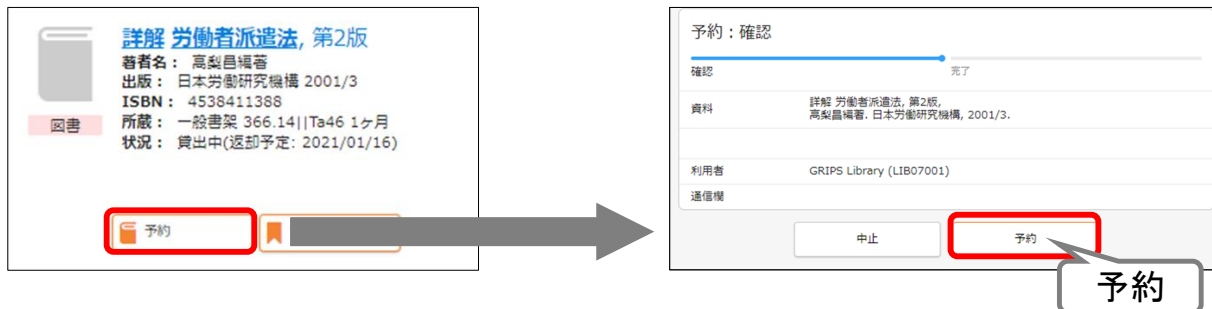 詳解 労働者派遣法, 第2版
著者名： 高梨昌編著
出版： 日本労働研究機構 2001/3
ISBN： 4538411388
所蔵： 一般書架 366.14||Ta46 1ヶ月
状況： 貸出中(返却予定: 2021/01/16)
図書
予約
予約：確認
確認
完了
資料
詳解 労働者派遣法, 第2版,
高梨昌編著. 日本労働研究機構, 2001/3.
利用者
GRIPS Library (LIB07001)
通信欄
中止
予約
予約